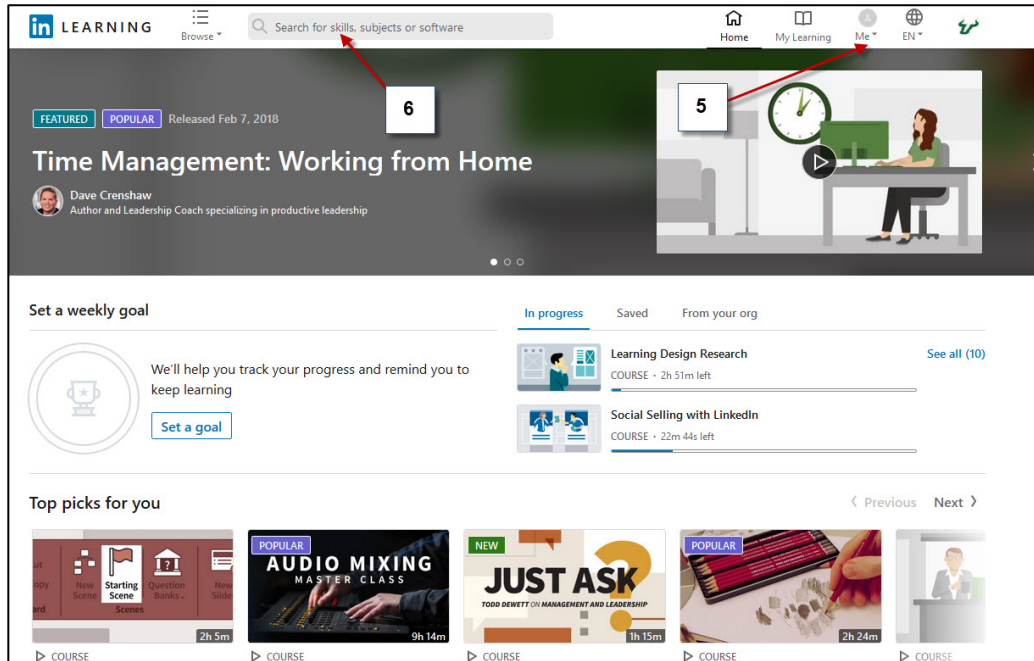 in LEARNING
Browse
Search for skills, subjects or software
Home
My Learning
Me
EN
6
5
FEATURED POPULAR Released Feb 7, 2018
Time Management: Working from Home
Dave Crenshaw
Author and Leadership Coach specializing in productive leadership
Set a weekly goal
We'll help you track your progress and remind you to
keep learning
Set a goal
In progress Saved From your org
Learning Design Research
See all (10)
COURSE • 2h 51m left
Social Selling with LinkedIn
COURSE • 22m 44s left
Top picks for you
Previous Next
New
Scene
Starting
Scene
Question
Banks
New
Slide
Scenes
2h 5m
POPULAR
AUDIO MIXING
MASTER CLASS
9h 14m
NEW
JUST ASK
TODD DEWETT ON MANAGEMENT AND LEADERSHIP
1h 15m
POPULAR
2h 24m
COURSE
COURSE
COURSE
COURSE
COURSE